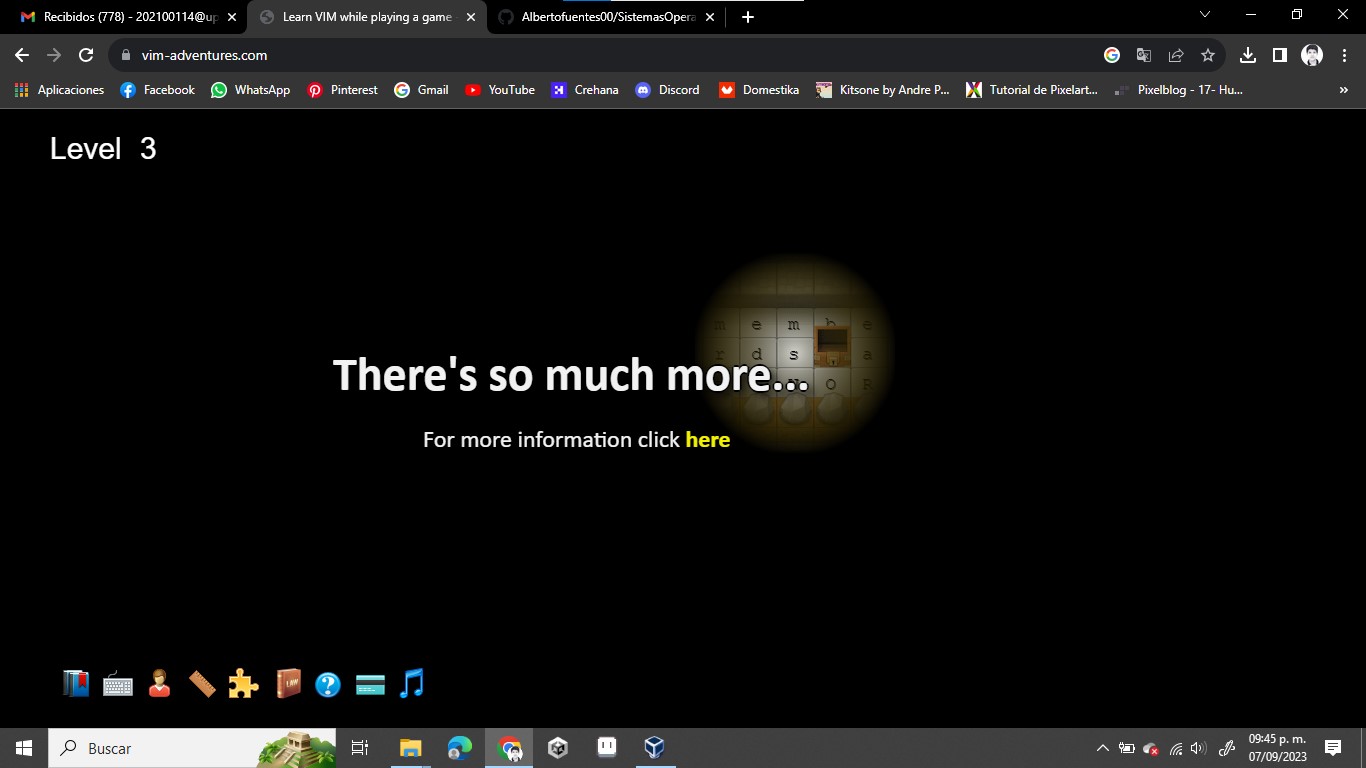 Recibidos (778) - 202100114@up
Learn VIM while playing a game
Albertofuentes00/SistemasOpera
vim-adventures.com
Aplicaciones
Facebook
WhatsApp
Pinterest
Gmail
YouTube
Crehana
Discord
Domestika
Kitsone by Andre P...
Tutorial de Pixelart...
Pixelblog - 17- Hu...
»
Level 3
m e m b e
r d s a
O R
There's so much more...
For more information click here
LAW
Buscar
09:45 p. m.
07/09/2023